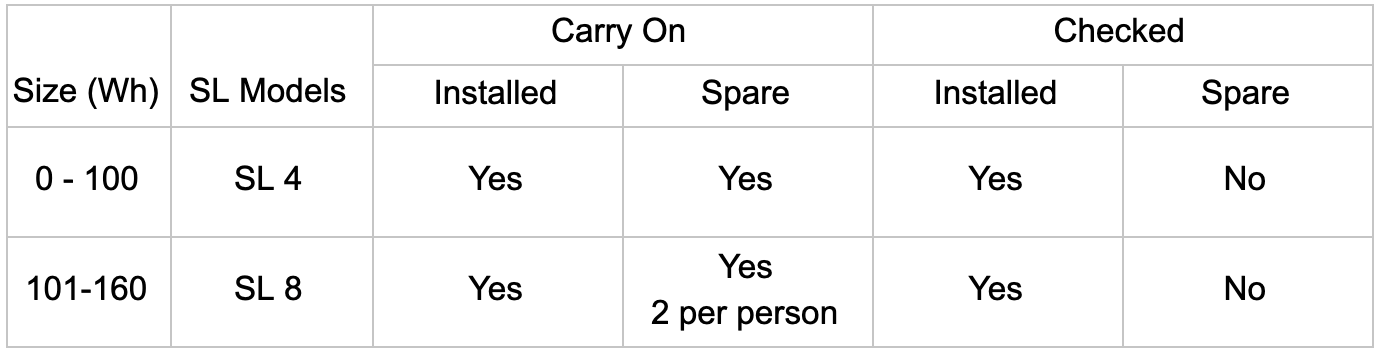 Carry On Checked
Size (Wh) SL Models Installed Spare Installed Spare
0 - 100 SL 4 Yes Yes Yes No
101-160 SL 8 Yes Yes Yes No
2 per person